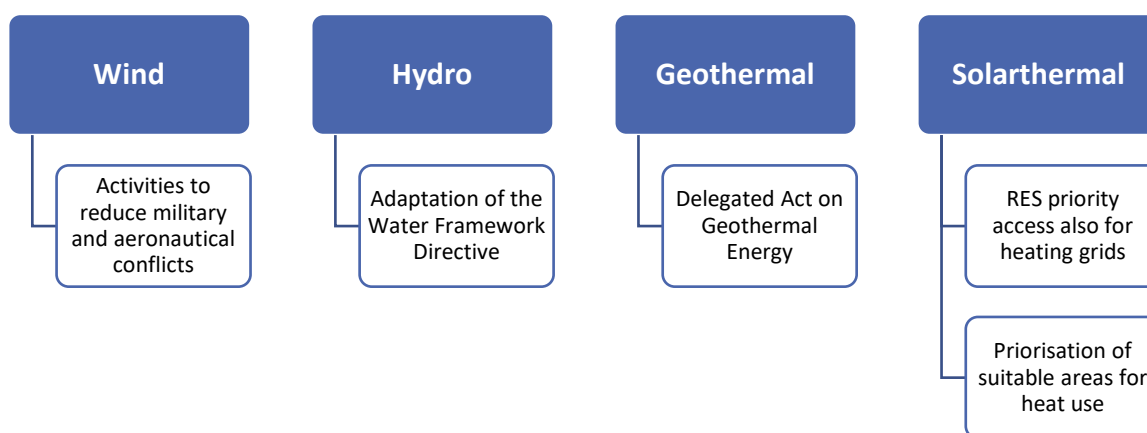 Wind
Activities to
reduce military
and aeronautical
conflicts
Hydro
Adaptation of the
Water Framework
Directive
Geothermal
Delegated Act on
Geothermal
Energy
Solarthermal
RES priority
access also for
heating grids
Priorisation of
suitable areas for
heat use